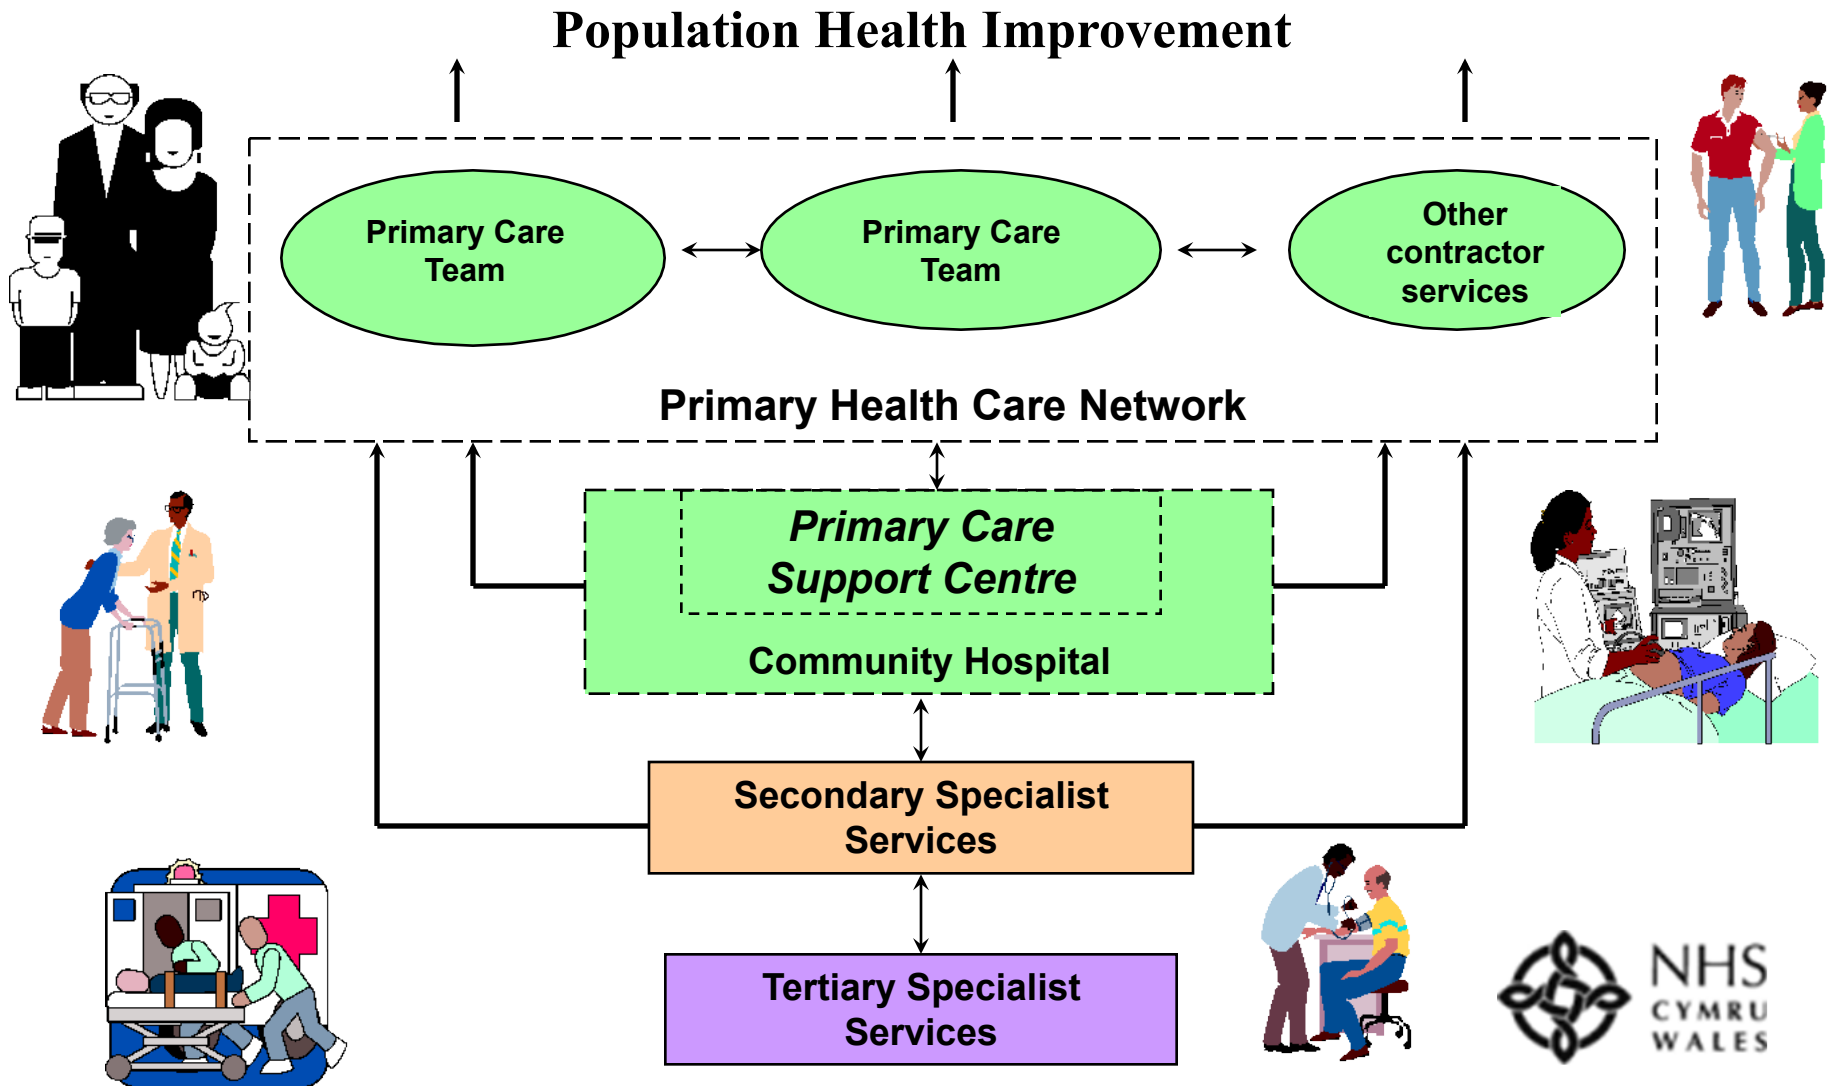 Population Health Improvement
Primary Care
Team
Primary Care
Team
Other
contractor
services
Primary Health Care Network
Primary Care
Support Centre
Community Hospital
Secondary Specialist
Services
Tertiary Specialist
Services
NHS
CYMRU
WALES